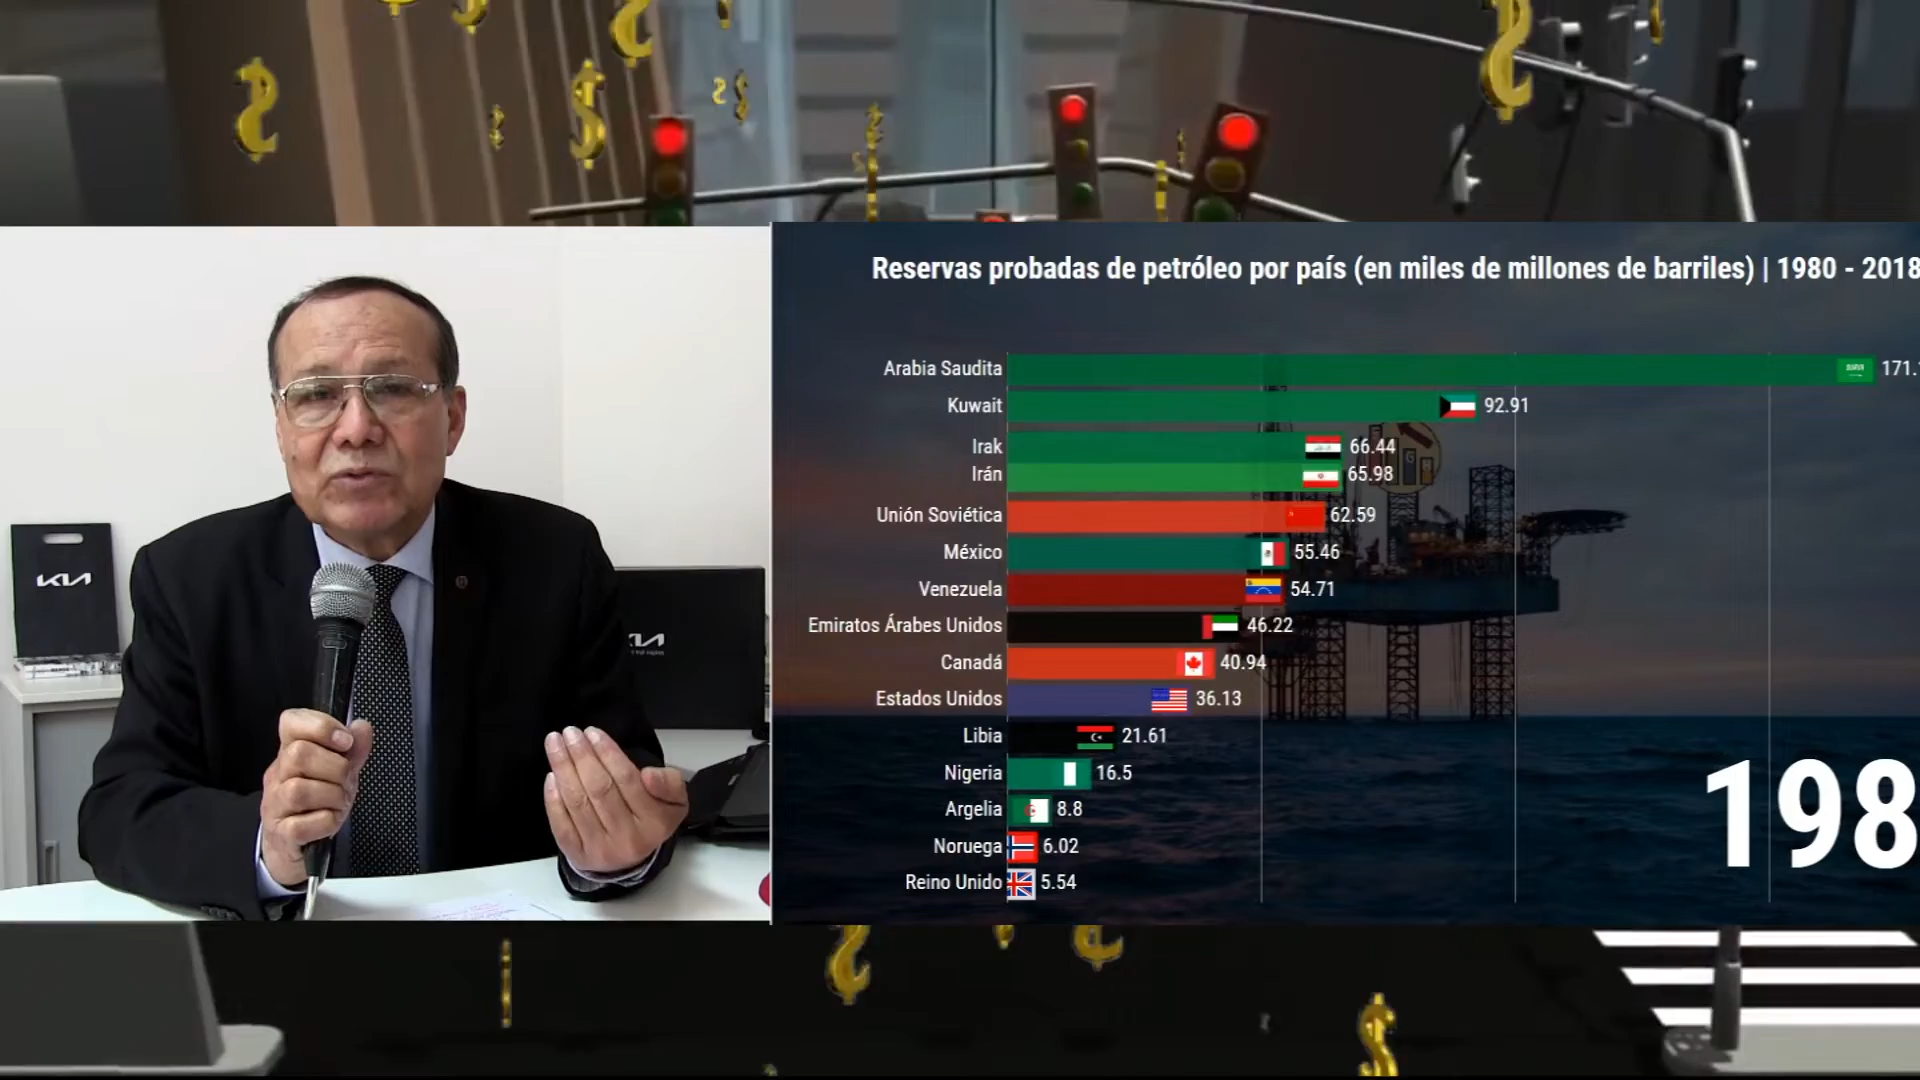 Reservas probadas de petróleo por país (en miles de millones de barriles) | 1980 - 2018
Arabia Saudita 171.
Kuwait 92.91
Irak 66.44
Irán 65.98
Unión Soviética 62.59
México 55.46
Venezuela 54.71
Emiratos Árabes Unidos 46.22
Canadá 40.94
Estados Unidos 36.13
Libia 21.61
Nigeria 16.5
Argelia 8.8
Noruega 6.02
Reino Unido 5.54
198
KIA